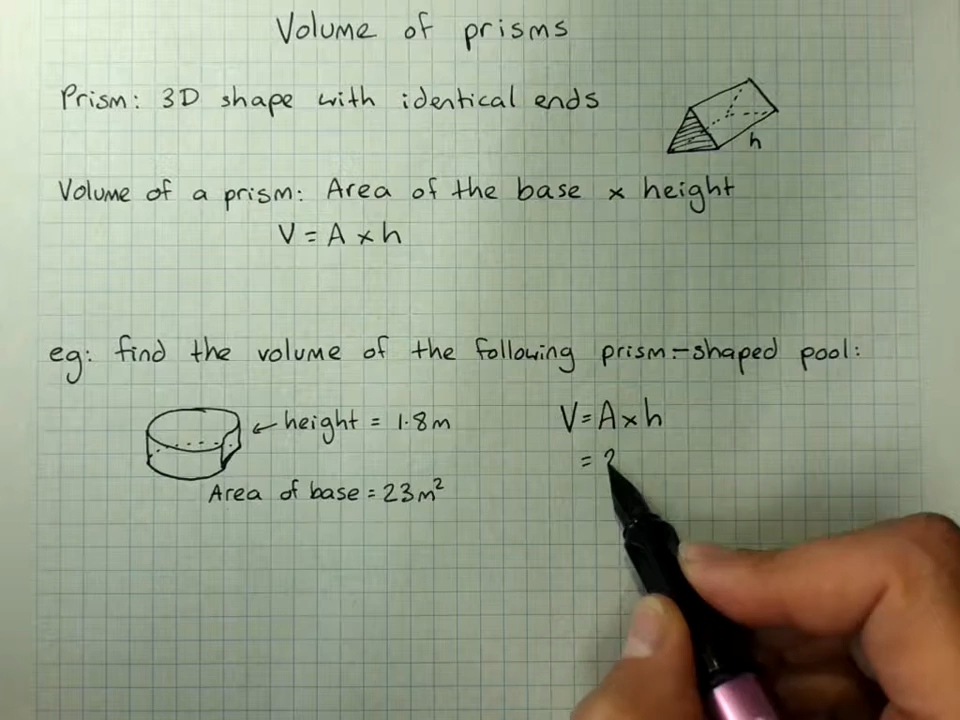 Volume of prisms
Prism: 3D shape with identical ends
h
Volume of a prism: Area of the base × height
V = A × h
eg: find the volume of the following prism-shaped pool:
height = 1.8m
Area of base = 23m²
V = A × h
= 2